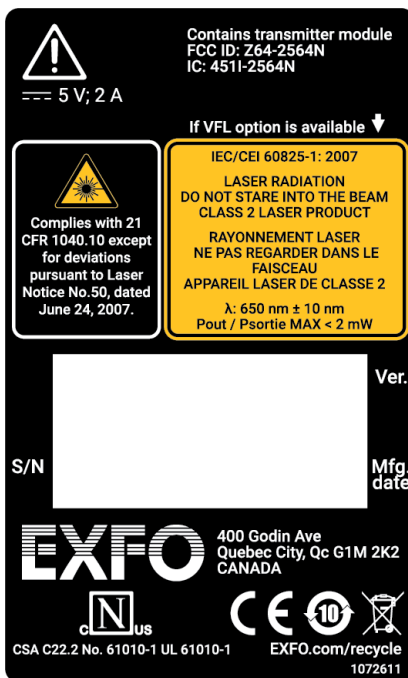 Contains transmitter module
FCC ID: Z64-2564N
IC: 451I-2564N
5 V; 2 A
If VFL option is available
Complies with 21
CFR 1040.10 except
for deviations
pursuant to Laser
Notice No.50, dated
June 24, 2007.
IEC/CEI 60825-1: 2007
LASER RADIATION
DO NOT STARE INTO THE BEAM
CLASS 2 LASER PRODUCT
RAYONNEMENT LASER
NE PAS REGARDER DANS LE
FAISCEAU
APPAREIL LASER DE CLASSE 2
λ: 650 nm ± 10 nm
Pout / Psortie MAX < 2 mW
Ver.
S/N
Mfg.
date
EXFO
400 Godin Ave
Quebec City, Qc G1M 2K2
CANADA
c N US
CE 10
CSA C22.2 No. 61010-1 UL 61010-1
EXFO.com/recycle
1072611